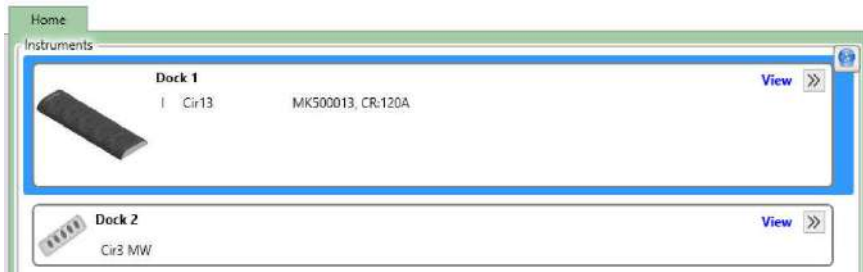 Home
Instruments
Dock 1
View
I Cir13 MK500013, CR:120A
Dock 2
View
Cir3 MW